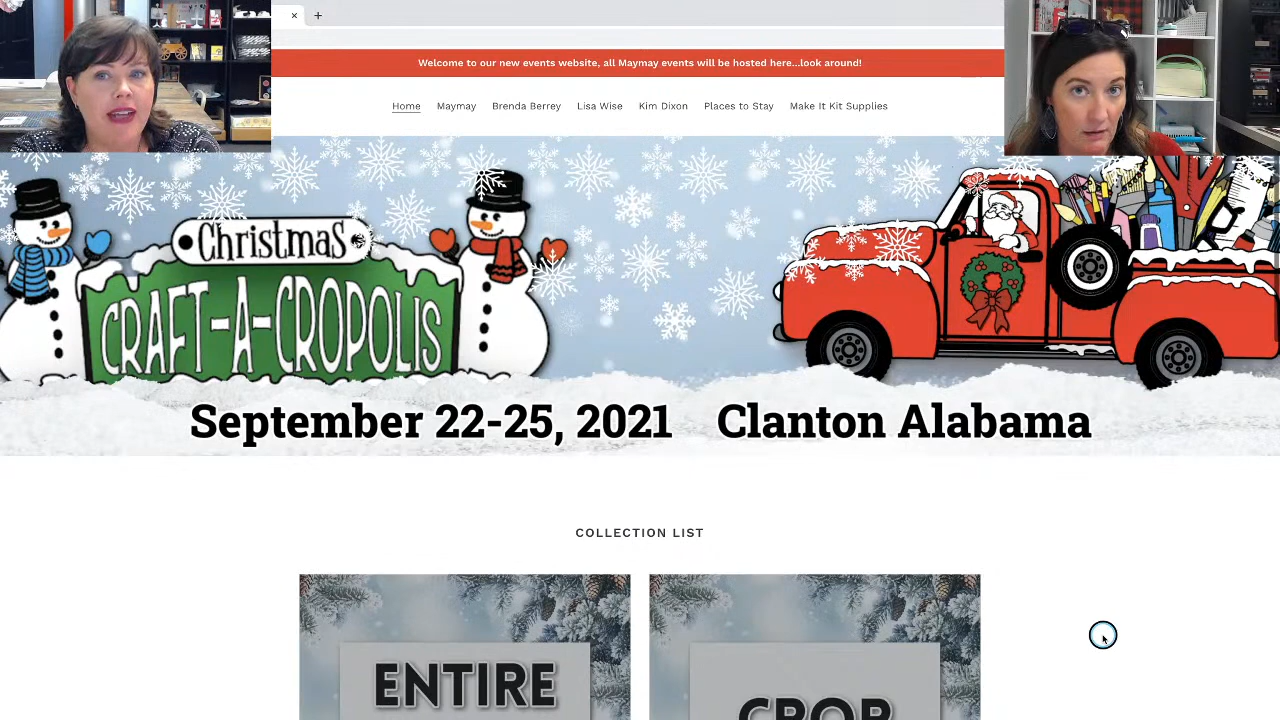 Welcome to our new events website, all Maymay events will be hosted here...look around!
Home Maymay Brenda Berrey Lisa Wise Kim Dixon Places to Stay Make It Kit Supplies
Christmas
CRAFT-A-CROPOLIS
September 22-25, 2021 Clanton Alabama
COLLECTION LIST
ENTIRE
CROP